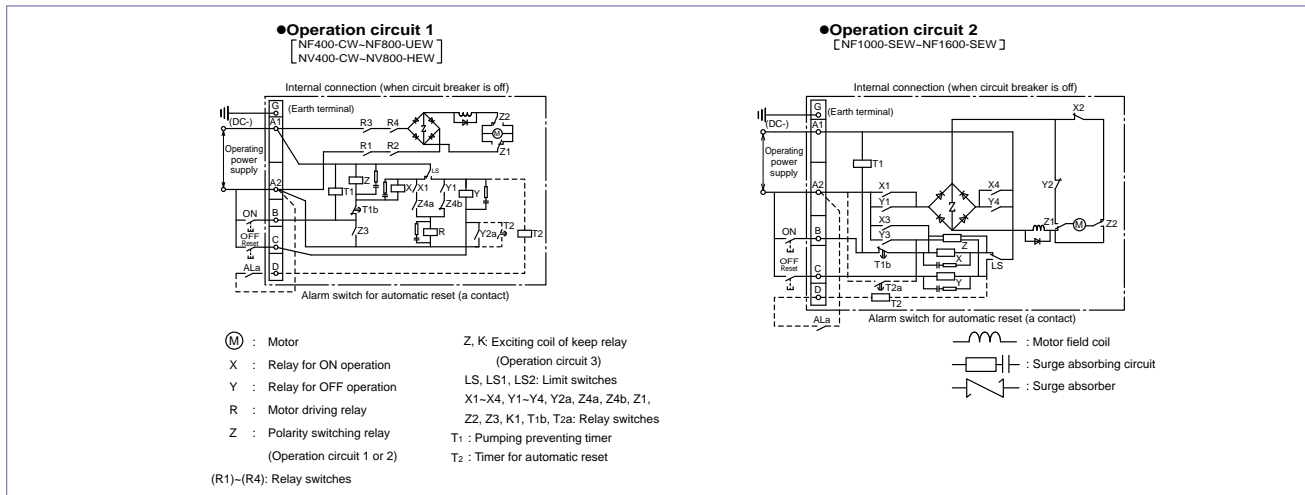 ●Operation circuit 1
NF400-CW~NF800-UEW
NV400-CW~NV800-HEW
Internal connection (when circuit breaker is off)
G
(Earth terminal)
(DC-)
A1
R3
R4
Z
Z2
M
Z1
R1
R2
Operating
power
supply
LS
A2
T1
Z
X
X1
Y1
Y
T1b
Z4a
Z4b
T2
ON
B
Z3
R
Y2a
T2
OFF
Reset
C
ALa
D
Alarm switch for automatic reset (a contact)
●Operation circuit 2
NF1000-SEW~NF1600-SEW
Internal connection (when circuit breaker is off)
G
(Earth terminal)
X2
(DC-)
A1
Operating
power
supply
T1
A2
X1
Y1
Z
X4
Y4
Y2
X3
Z1
M
Z2
ON
B
Y3
Z
T1b
X
LS
OFF
Reset
C
Y
T2a
D
T2
ALa
Alarm switch for automatic reset (a contact)
M : Motor
X : Relay for ON operation
Y : Relay for OFF operation
R : Motor driving relay
Z : Polarity switching relay
(Operation circuit 1 or 2)
(R1)~(R4): Relay switches
Z, K: Exciting coil of keep relay
(Operation circuit 3)
LS, LS1, LS2: Limit switches
X1~X4, Y1~Y4, Y2a, Z4a, Z4b, Z1,
Z2, Z3, K1, T1b, T2a: Relay switches
T1 : Pumping preventing timer
T2 : Timer for automatic reset
: Motor field coil
: Surge absorbing circuit
: Surge absorber